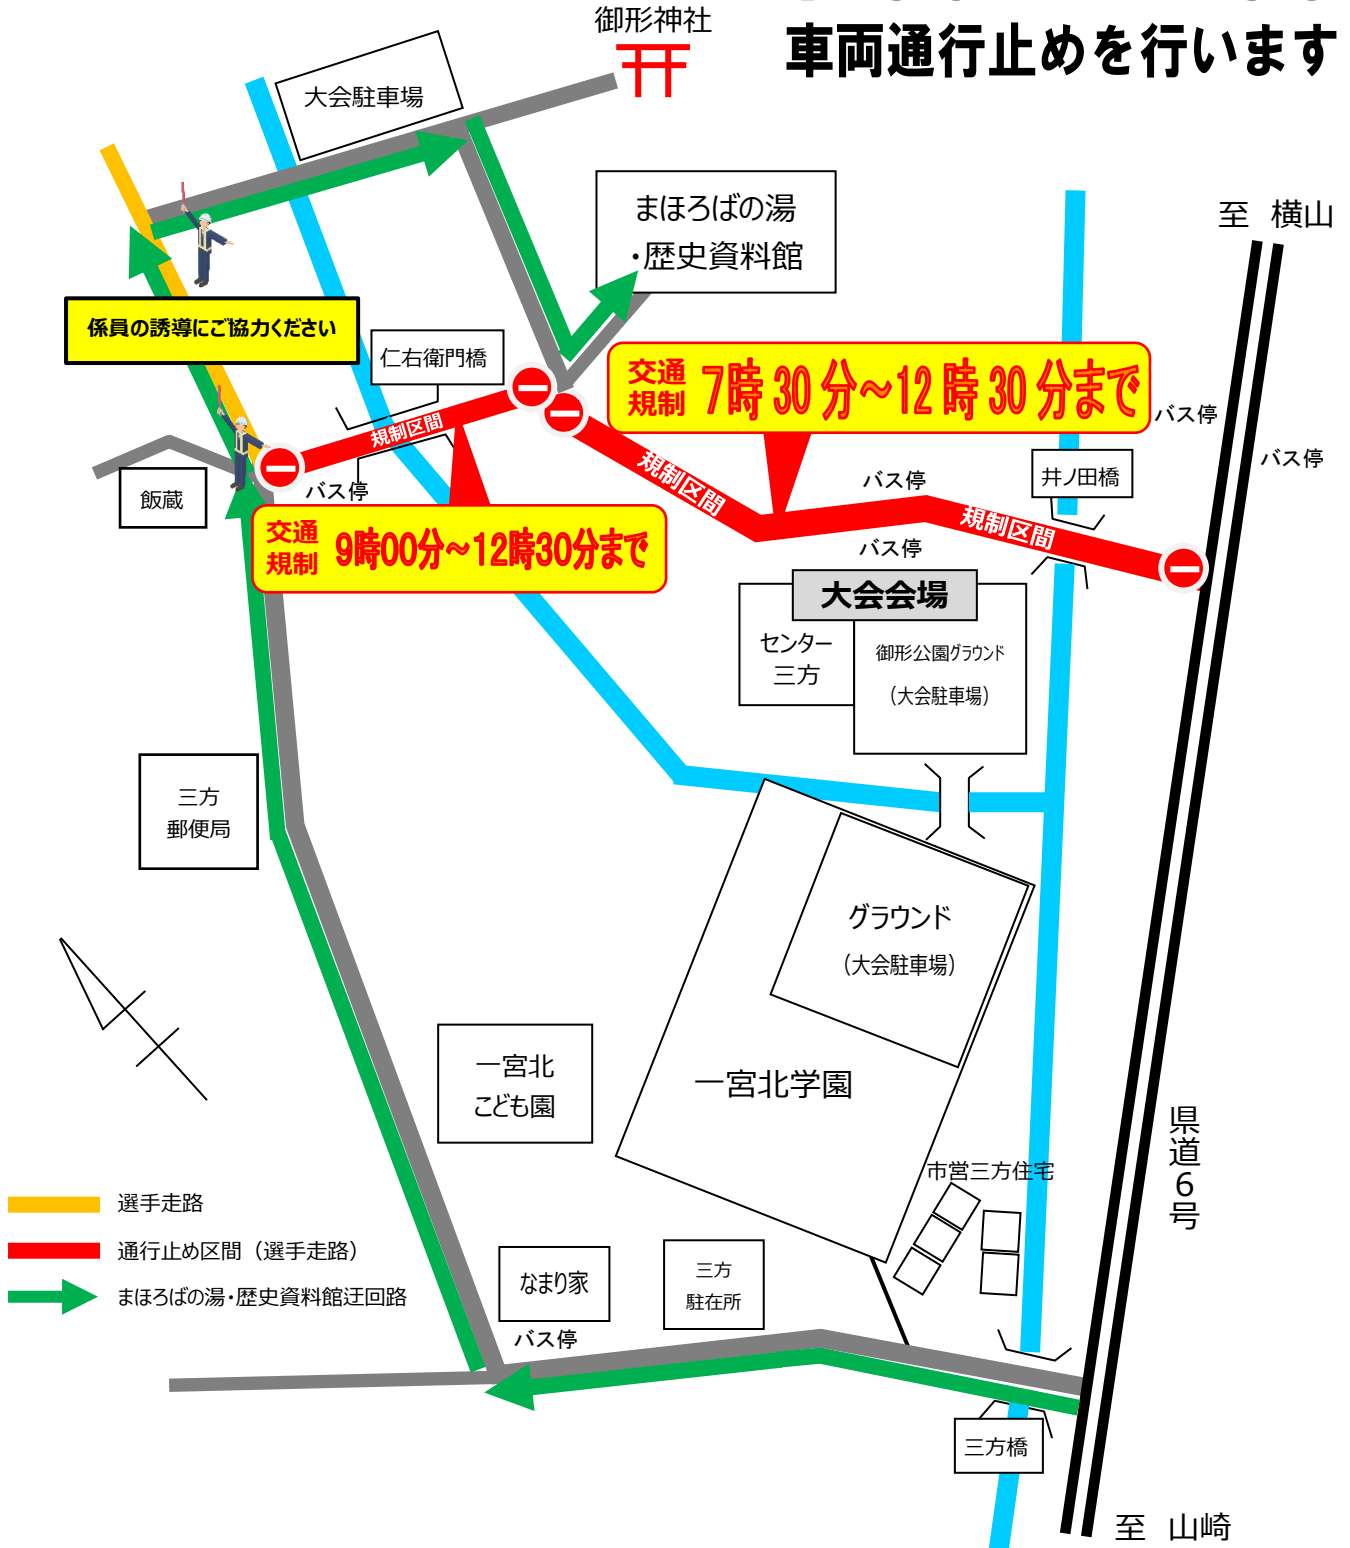 御形神社
車両通行止めを行います
大会駐車場
まほろばの湯
・歴史資料館
至 横山
係員の誘導にご協力ください
仁右衛門橋
交通
規制
7時30分～12時30分まで
バス停
バス停
規制区間
規制区間
バス停
井ノ田橋
飯蔵
バス停
規制区間
交通
規制
9時00分～12時30分まで
バス停
大会会場
センター
三方
御形公園グラウンド
（大会駐車場）
三方
郵便局
グラウンド
（大会駐車場）
一宮北
こども園
一宮北学園
県道6号
市営三方住宅
選手走路
通行止め区間（選手走路）
まほろばの湯・歴史資料館迂回路
なまり家
三方
駐在所
バス停
三方橋
至 山崎